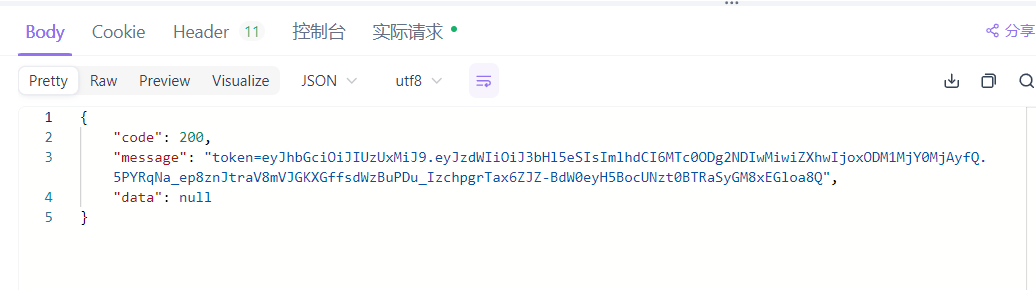 Body Cookie Header 11 控制台 实际请求 分享
Pretty Raw Preview Visualize JSON utf8
1 {
2 "code": 200,
3 "message": "token=eyJhbGciOiJIUzUxMiJ9.eyJzdWIiOiJ3bHl5eSIsImlhdCI6MTc0ODg2NDIwMiwiZXhwIjoxODM1MjY0MjAyfQ.
5PYRqNa_ep8znJtraV8mVJGKXGffsdWzBuPDu_IzchpgrTax6ZJZ-BdW0eyH5BocUNzt0BTRaSyGM8xEGloa8Q",
4 "data": null
5 }